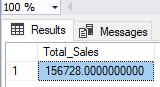 100 %
Results Messages
Total_Sales
1 156728.0000000000